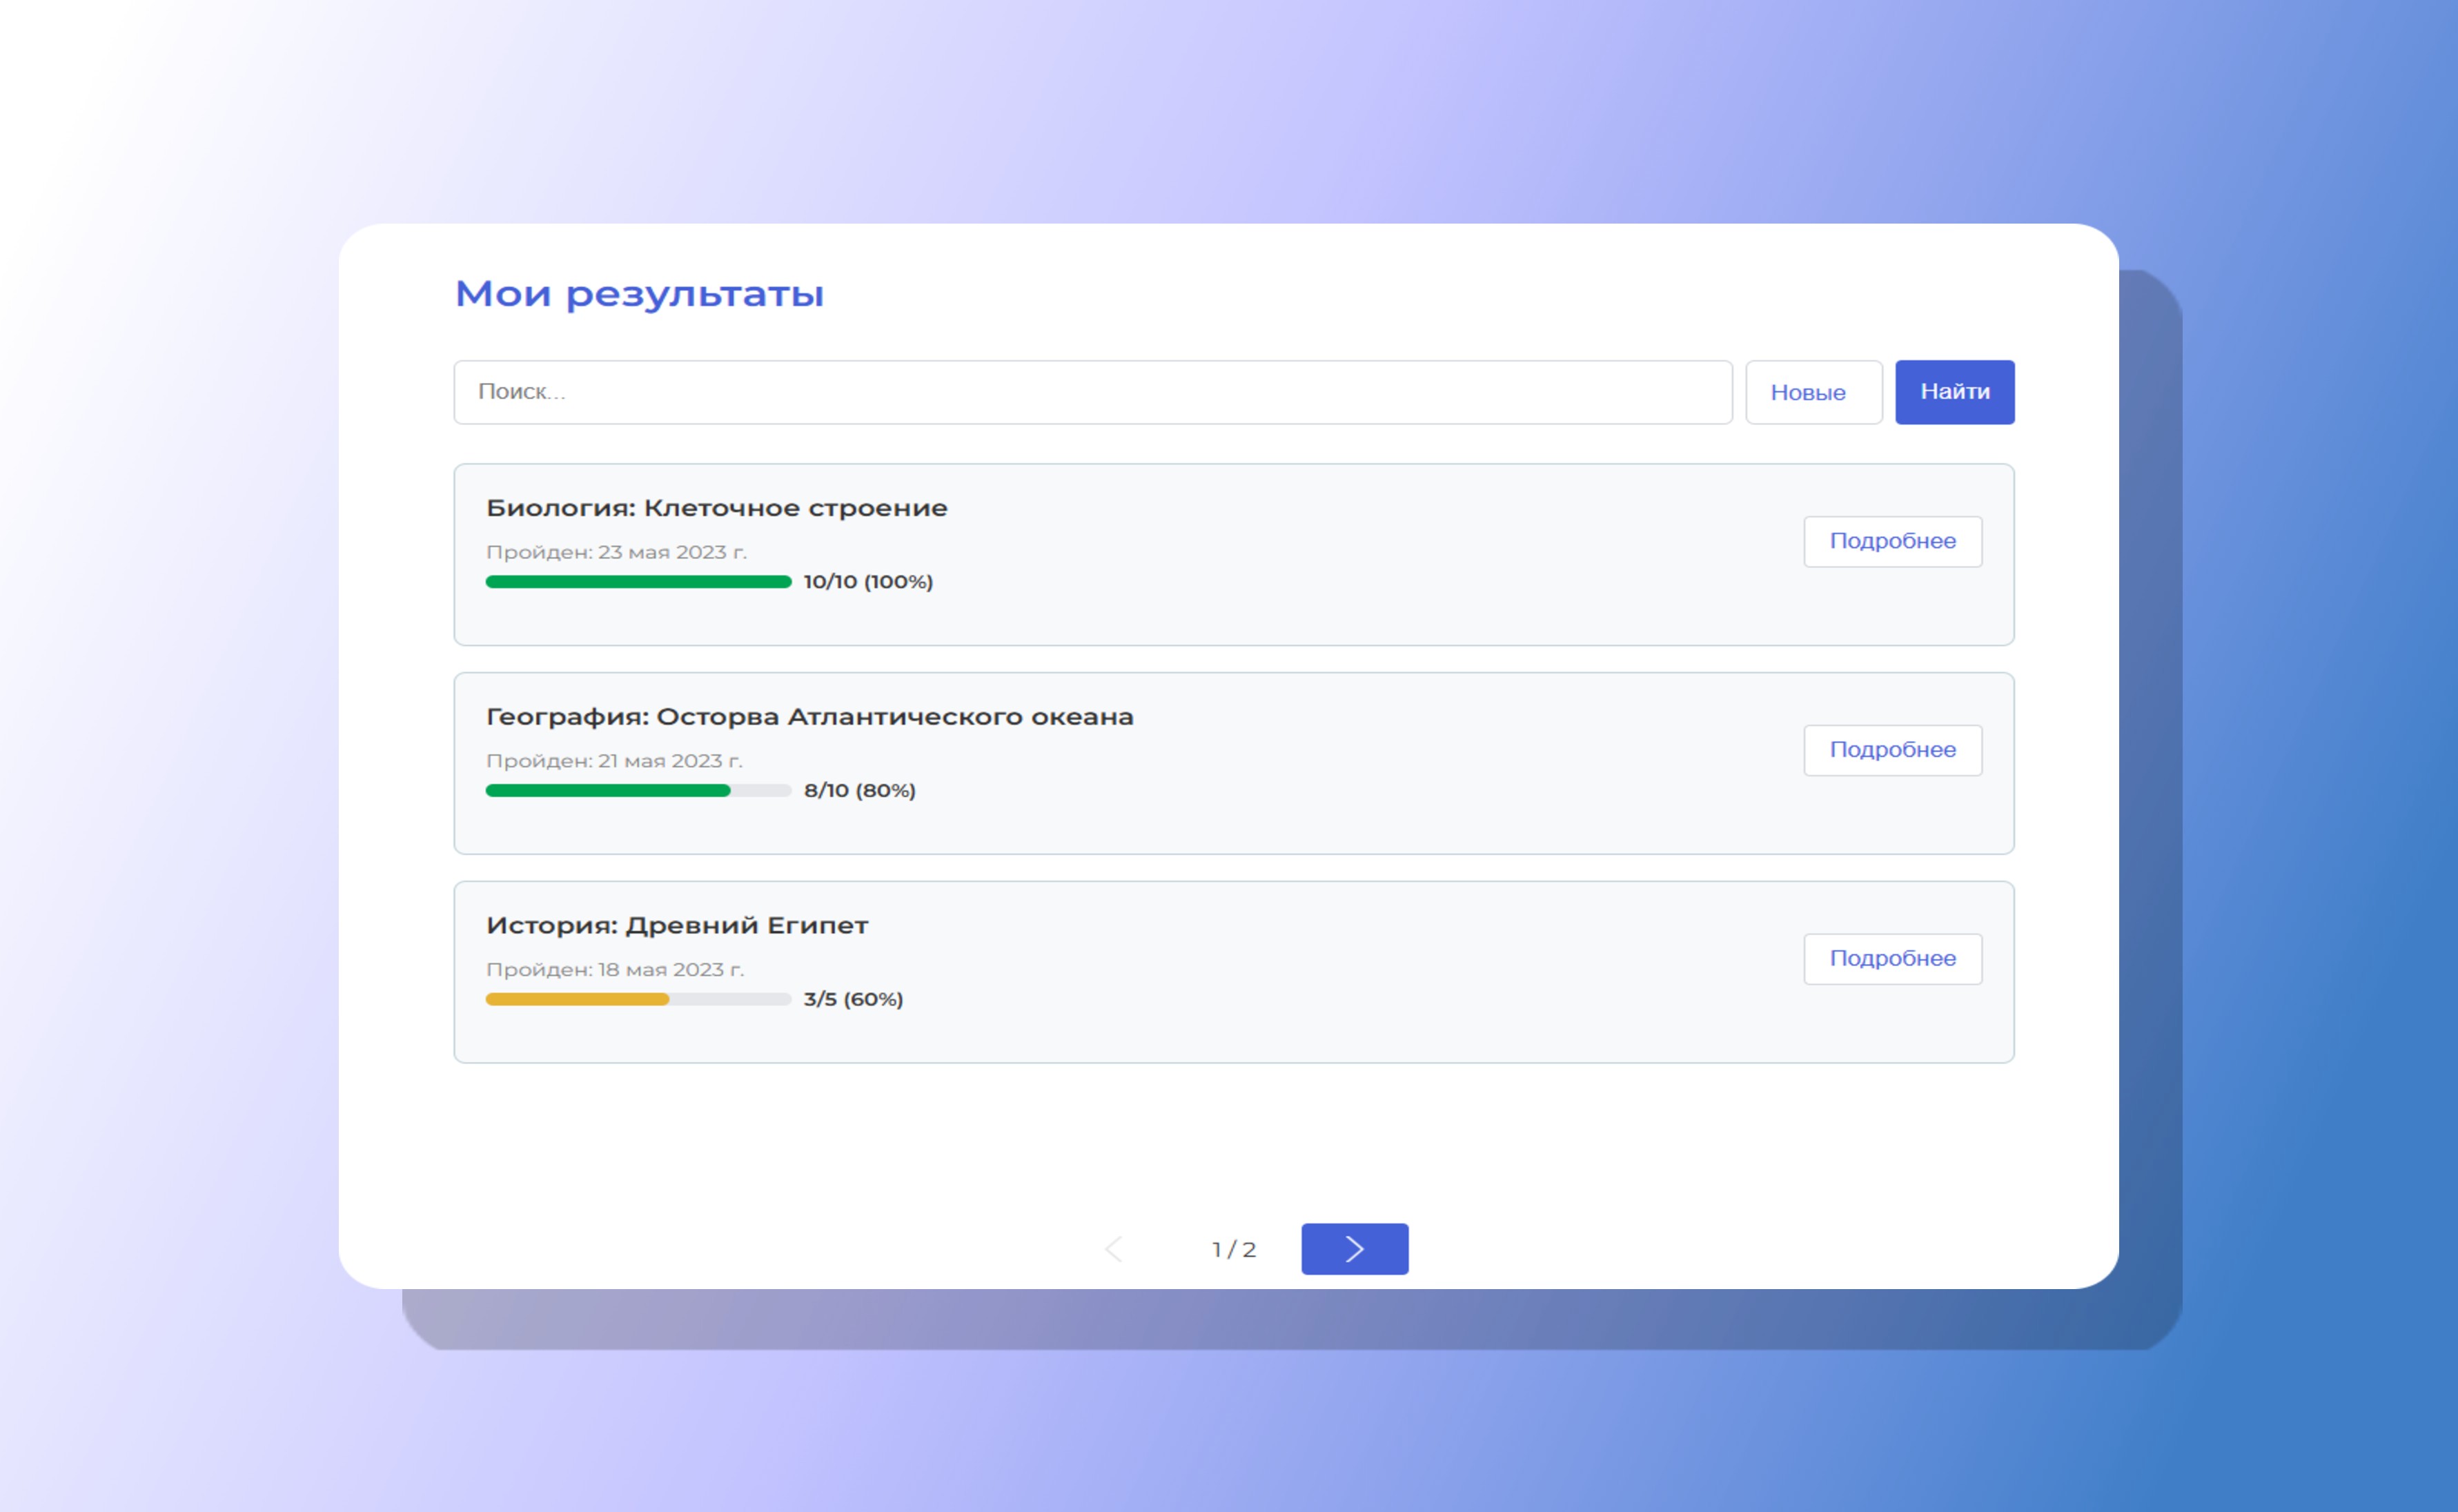 Мои результаты
Поиск...
Новые
Найти
Биология: Клеточное строение
Подробнее
Пройден: 23 мая 2023 г.
10/10 (100%)
География: Осторва Атлантического океана
Подробнее
Пройден: 21 мая 2023 г.
8/10 (80%)
История: Древний Египет
Подробнее
Пройден: 18 мая 2023 г.
3/5 (60%)
1 / 2